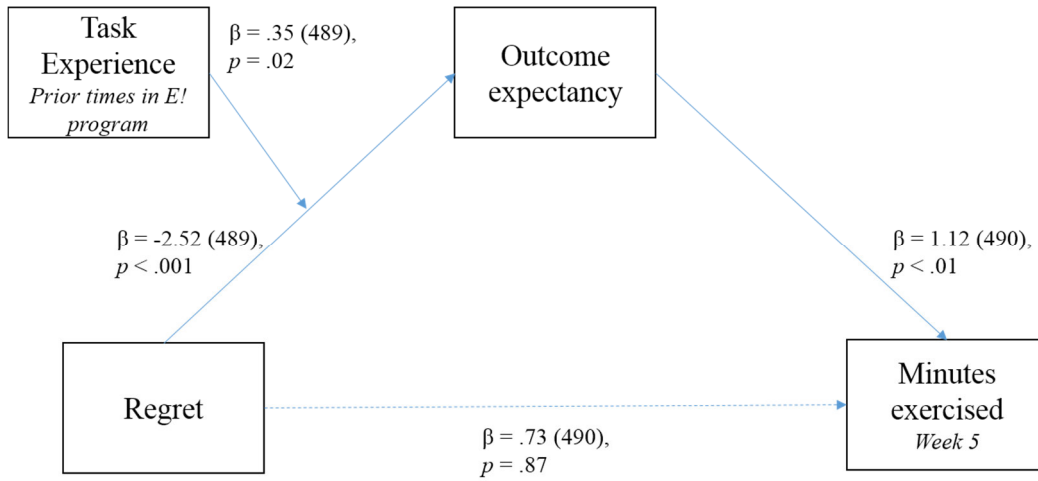 Task
Experience
Prior times in E!
program
β = .35 (489),
p = .02
Outcome
expectancy
β = -2.52 (489),
p < .001
β = 1.12 (490),
p < .01
Regret
β = .73 (490),
p = .87
Minutes
exercised
Week 5